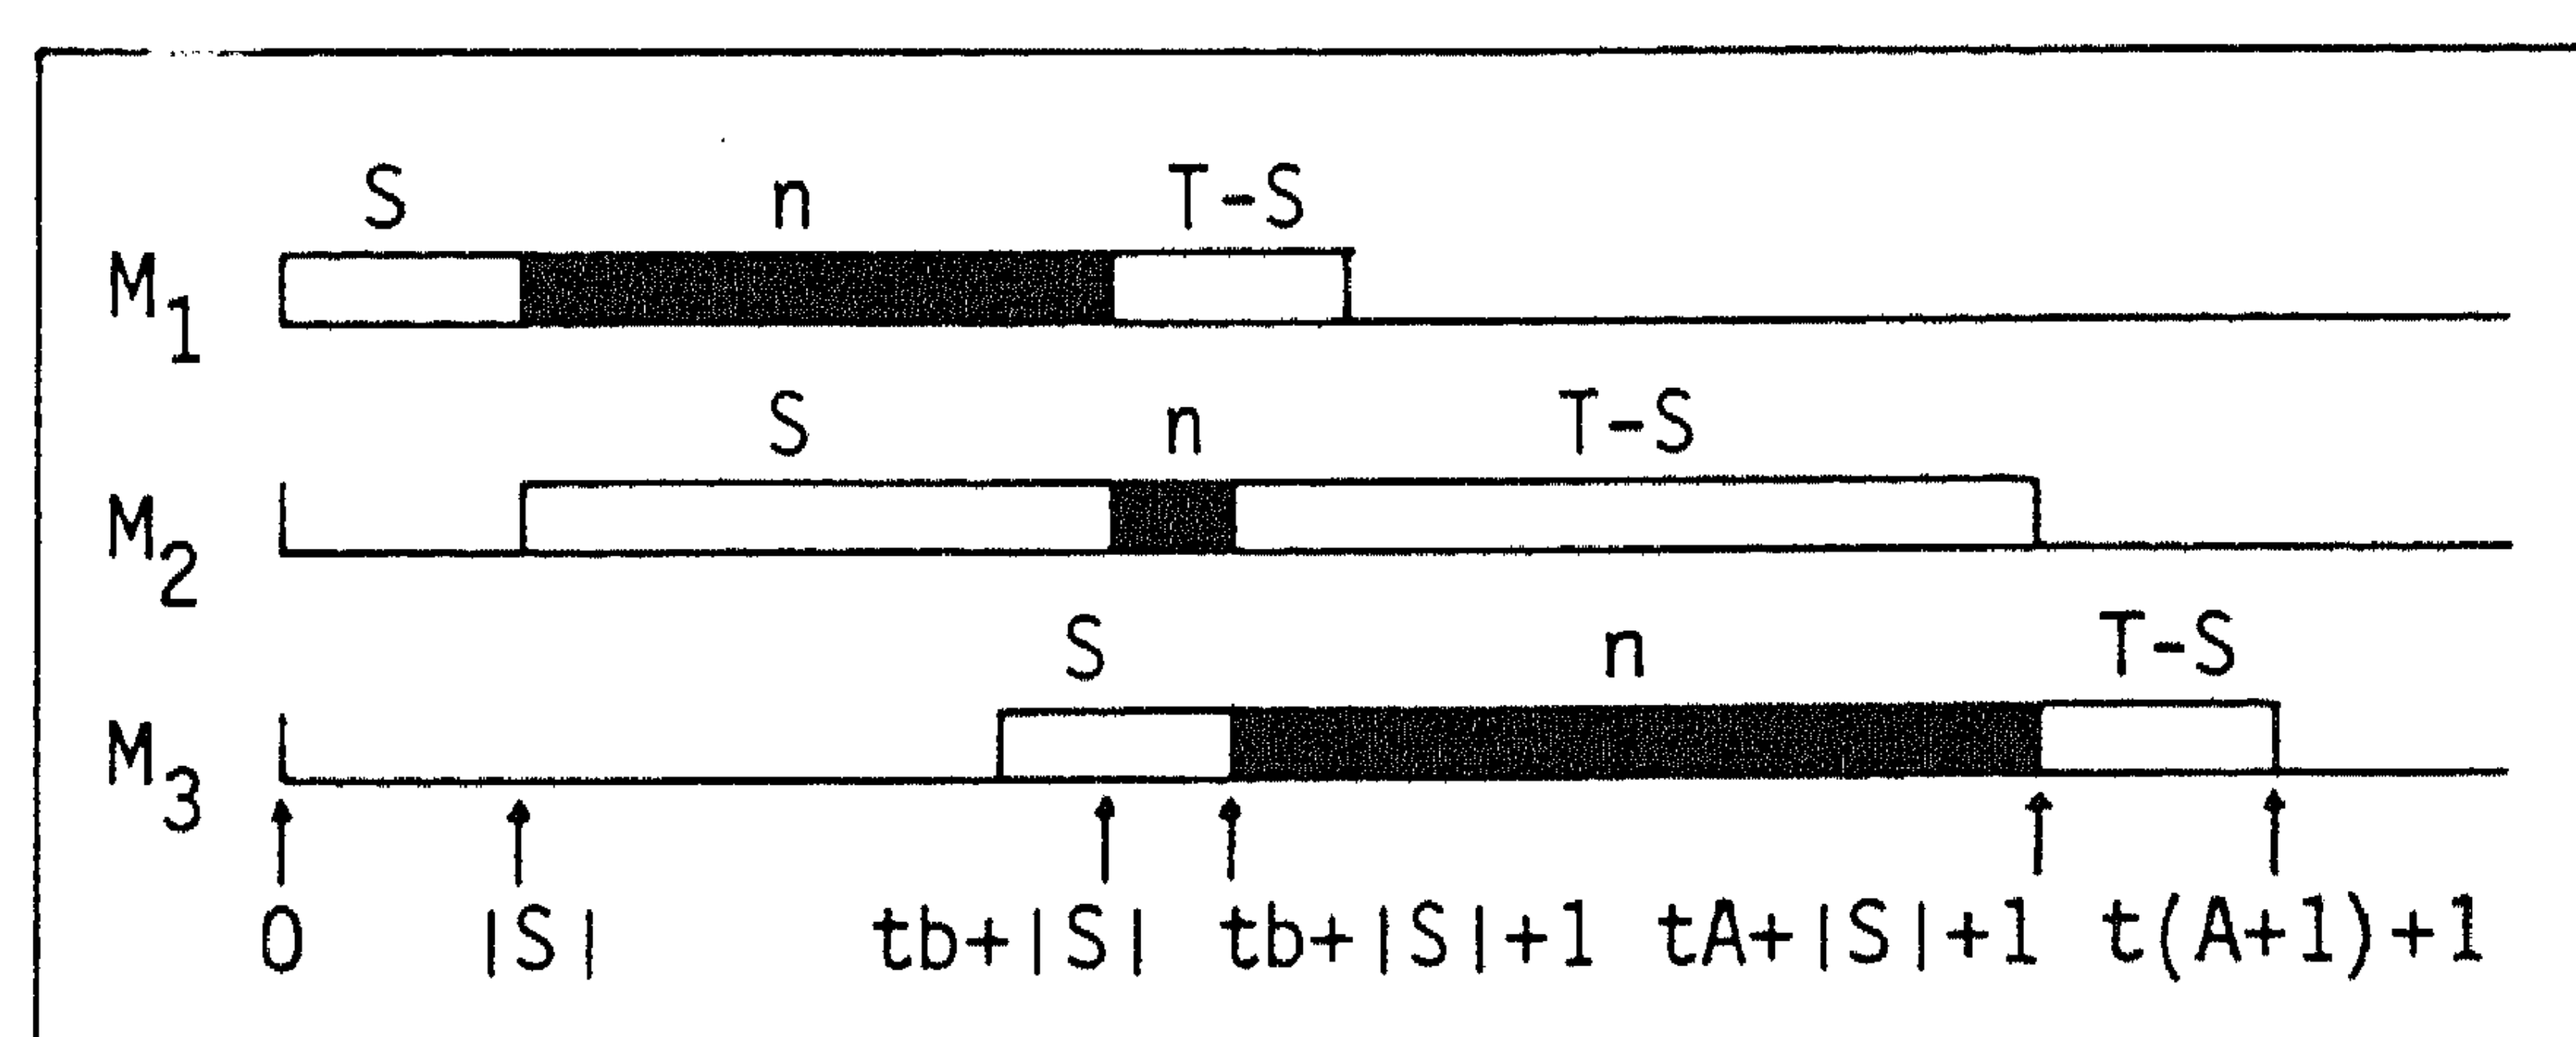 S n T-S
M1
S n T-S
M2
S n T-S
M3
0 |S| tb+|S| tb+|S|+1 tA+|S|+1 t(A+1)+1